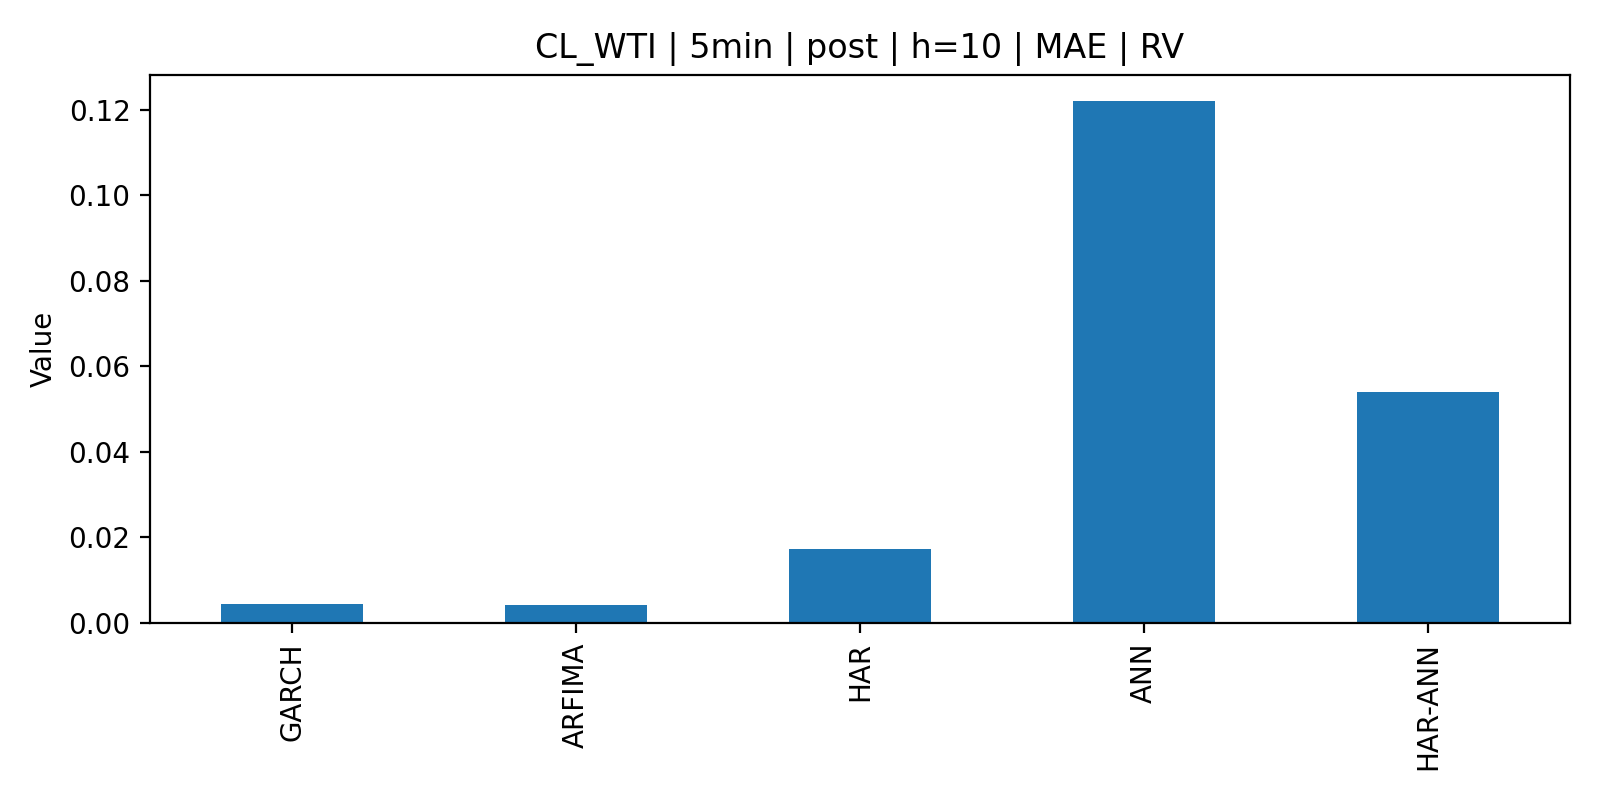 CL_WTI | 5min | post | h=10 | MAE | RV
Value
0.12
0.10
0.08
0.06
0.04
0.02
0.00
GARCH
ARFIMA
HAR
ANN
HAR-ANN